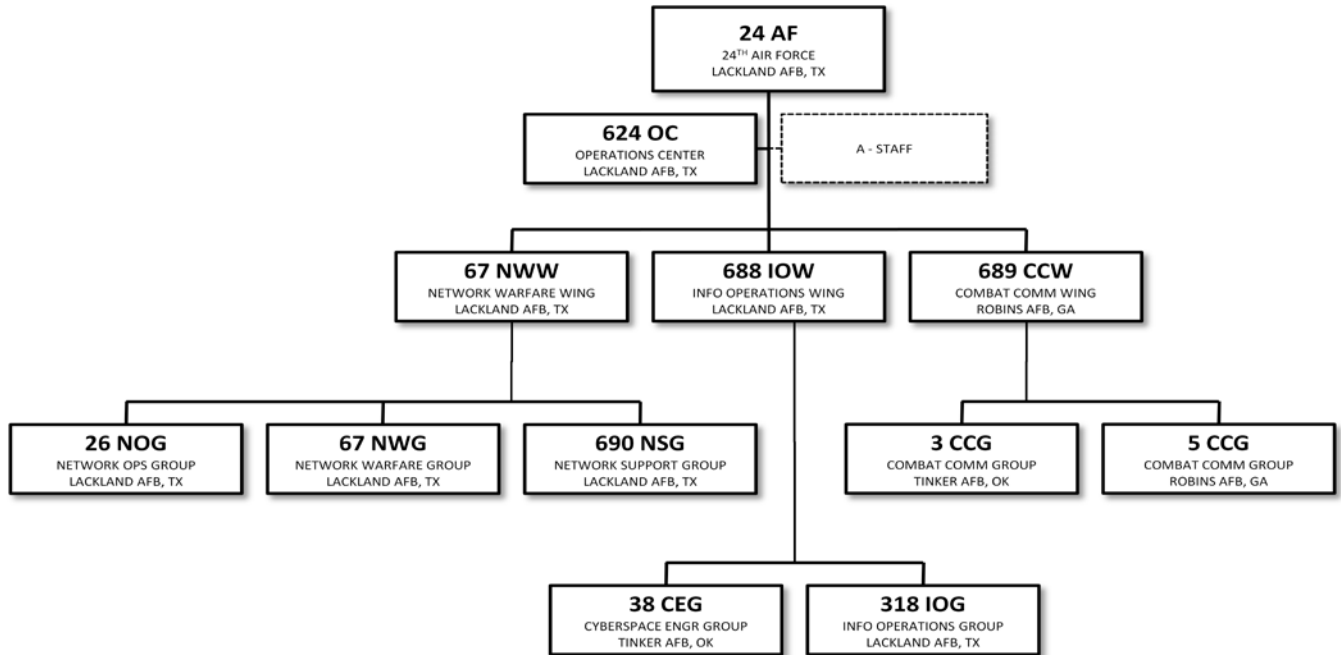 24 AF
24TH AIR FORCE
LACKLAND AFB, TX
624 OC
OPERATIONS CENTER
LACKLAND AFB, TX
A - STAFF
67 NWW
NETWORK WARFARE WING
LACKLAND AFB, TX
688 IOW
INFO OPERATIONS WING
LACKLAND AFB, TX
689 CCW
COMBAT COMM WING
ROBINS AFB, GA
26 NOG
NETWORK OPS GROUP
LACKLAND AFB, TX
67 NWG
NETWORK WARFARE GROUP
LACKLAND AFB, TX
690 NSG
NETWORK SUPPORT GROUP
LACKLAND AFB, TX
3 CCG
COMBAT COMM GROUP
TINKER AFB, OK
5 CCG
COMBAT COMM GROUP
ROBINS AFB, GA
38 CEG
CYBERSPACE ENGR GROUP
TINKER AFB, OK
318 IOG
INFO OPERATIONS GROUP
LACKLAND AFB, TX